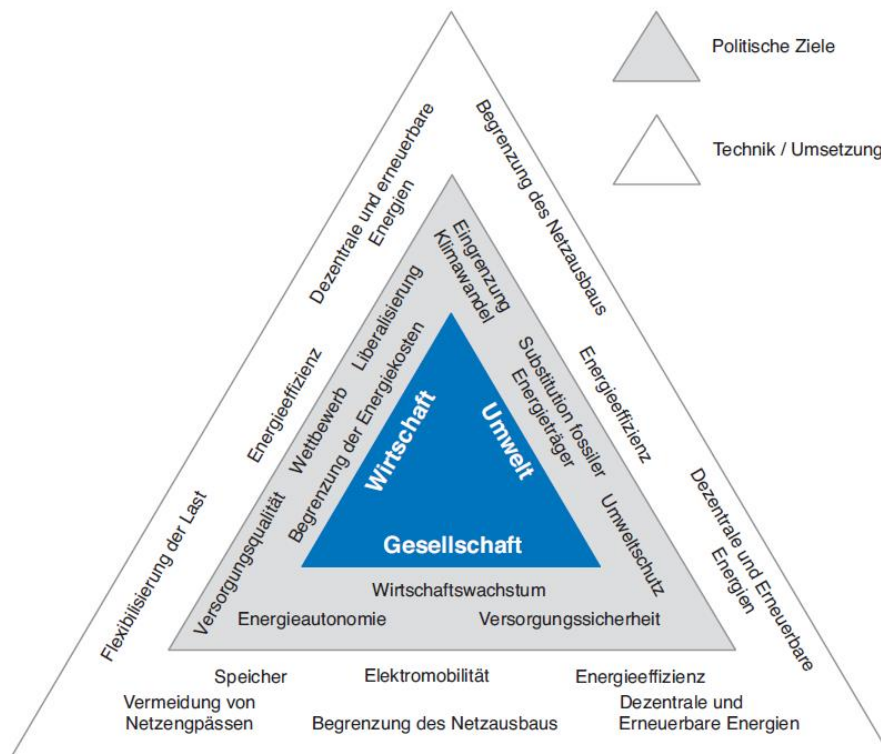 Politische Ziele
Technik / Umsetzung
Dezentrale und erneuerbare
Energien
Energieeffizienz
Flexibilisierung der Last
Begrenzung des Netzausbaus
Energieeffizienz
Dezentrale und Erneuerbare
Energien
Liberalisierung
Wettbewerb
Versorgungsqualität
Begrenzung der Energiekosten
Eingrenzung
Klimawandel
Substitution fossiler
Energieträger
Umweltschutz
Wirtschaft
Umwelt
Gesellschaft
Wirtschaftswachstum
Energieautonomie
Versorgungssicherheit
Speicher
Elektromobilität
Energieeffizienz
Vermeidung von
Netzengpässen
Begrenzung des Netzausbaus
Dezentrale und
Erneuerbare Energien